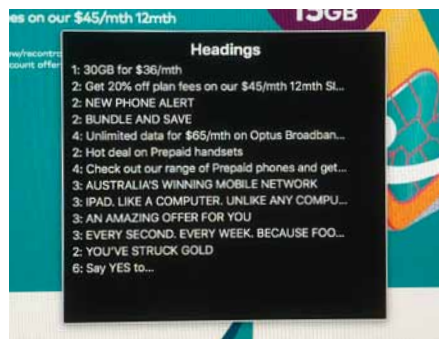 es on our $45/mth 12mth
15GB
ew/recontra
count offer
Headings
1: 30GB for $36/mth
2: Get 20% off plan fees on our $45/mth 12mth SI...
2: NEW PHONE ALERT
2: BUNDLE AND SAVE
4: Unlimited data for $65/mth on Optus Broadban...
2: Hot deal on Prepaid handsets
4: Check out our range of Prepaid phones and get...
3: AUSTRALIA'S WINNING MOBILE NETWORK
3: IPAD. LIKE A COMPUTER. UNLIKE ANY COMPU...
3: AN AMAZING OFFER FOR YOU
3: EVERY SECOND. EVERY WEEK. BECAUSE FOO...
2: YOU'VE STRUCK GOLD
6: Say YES to...